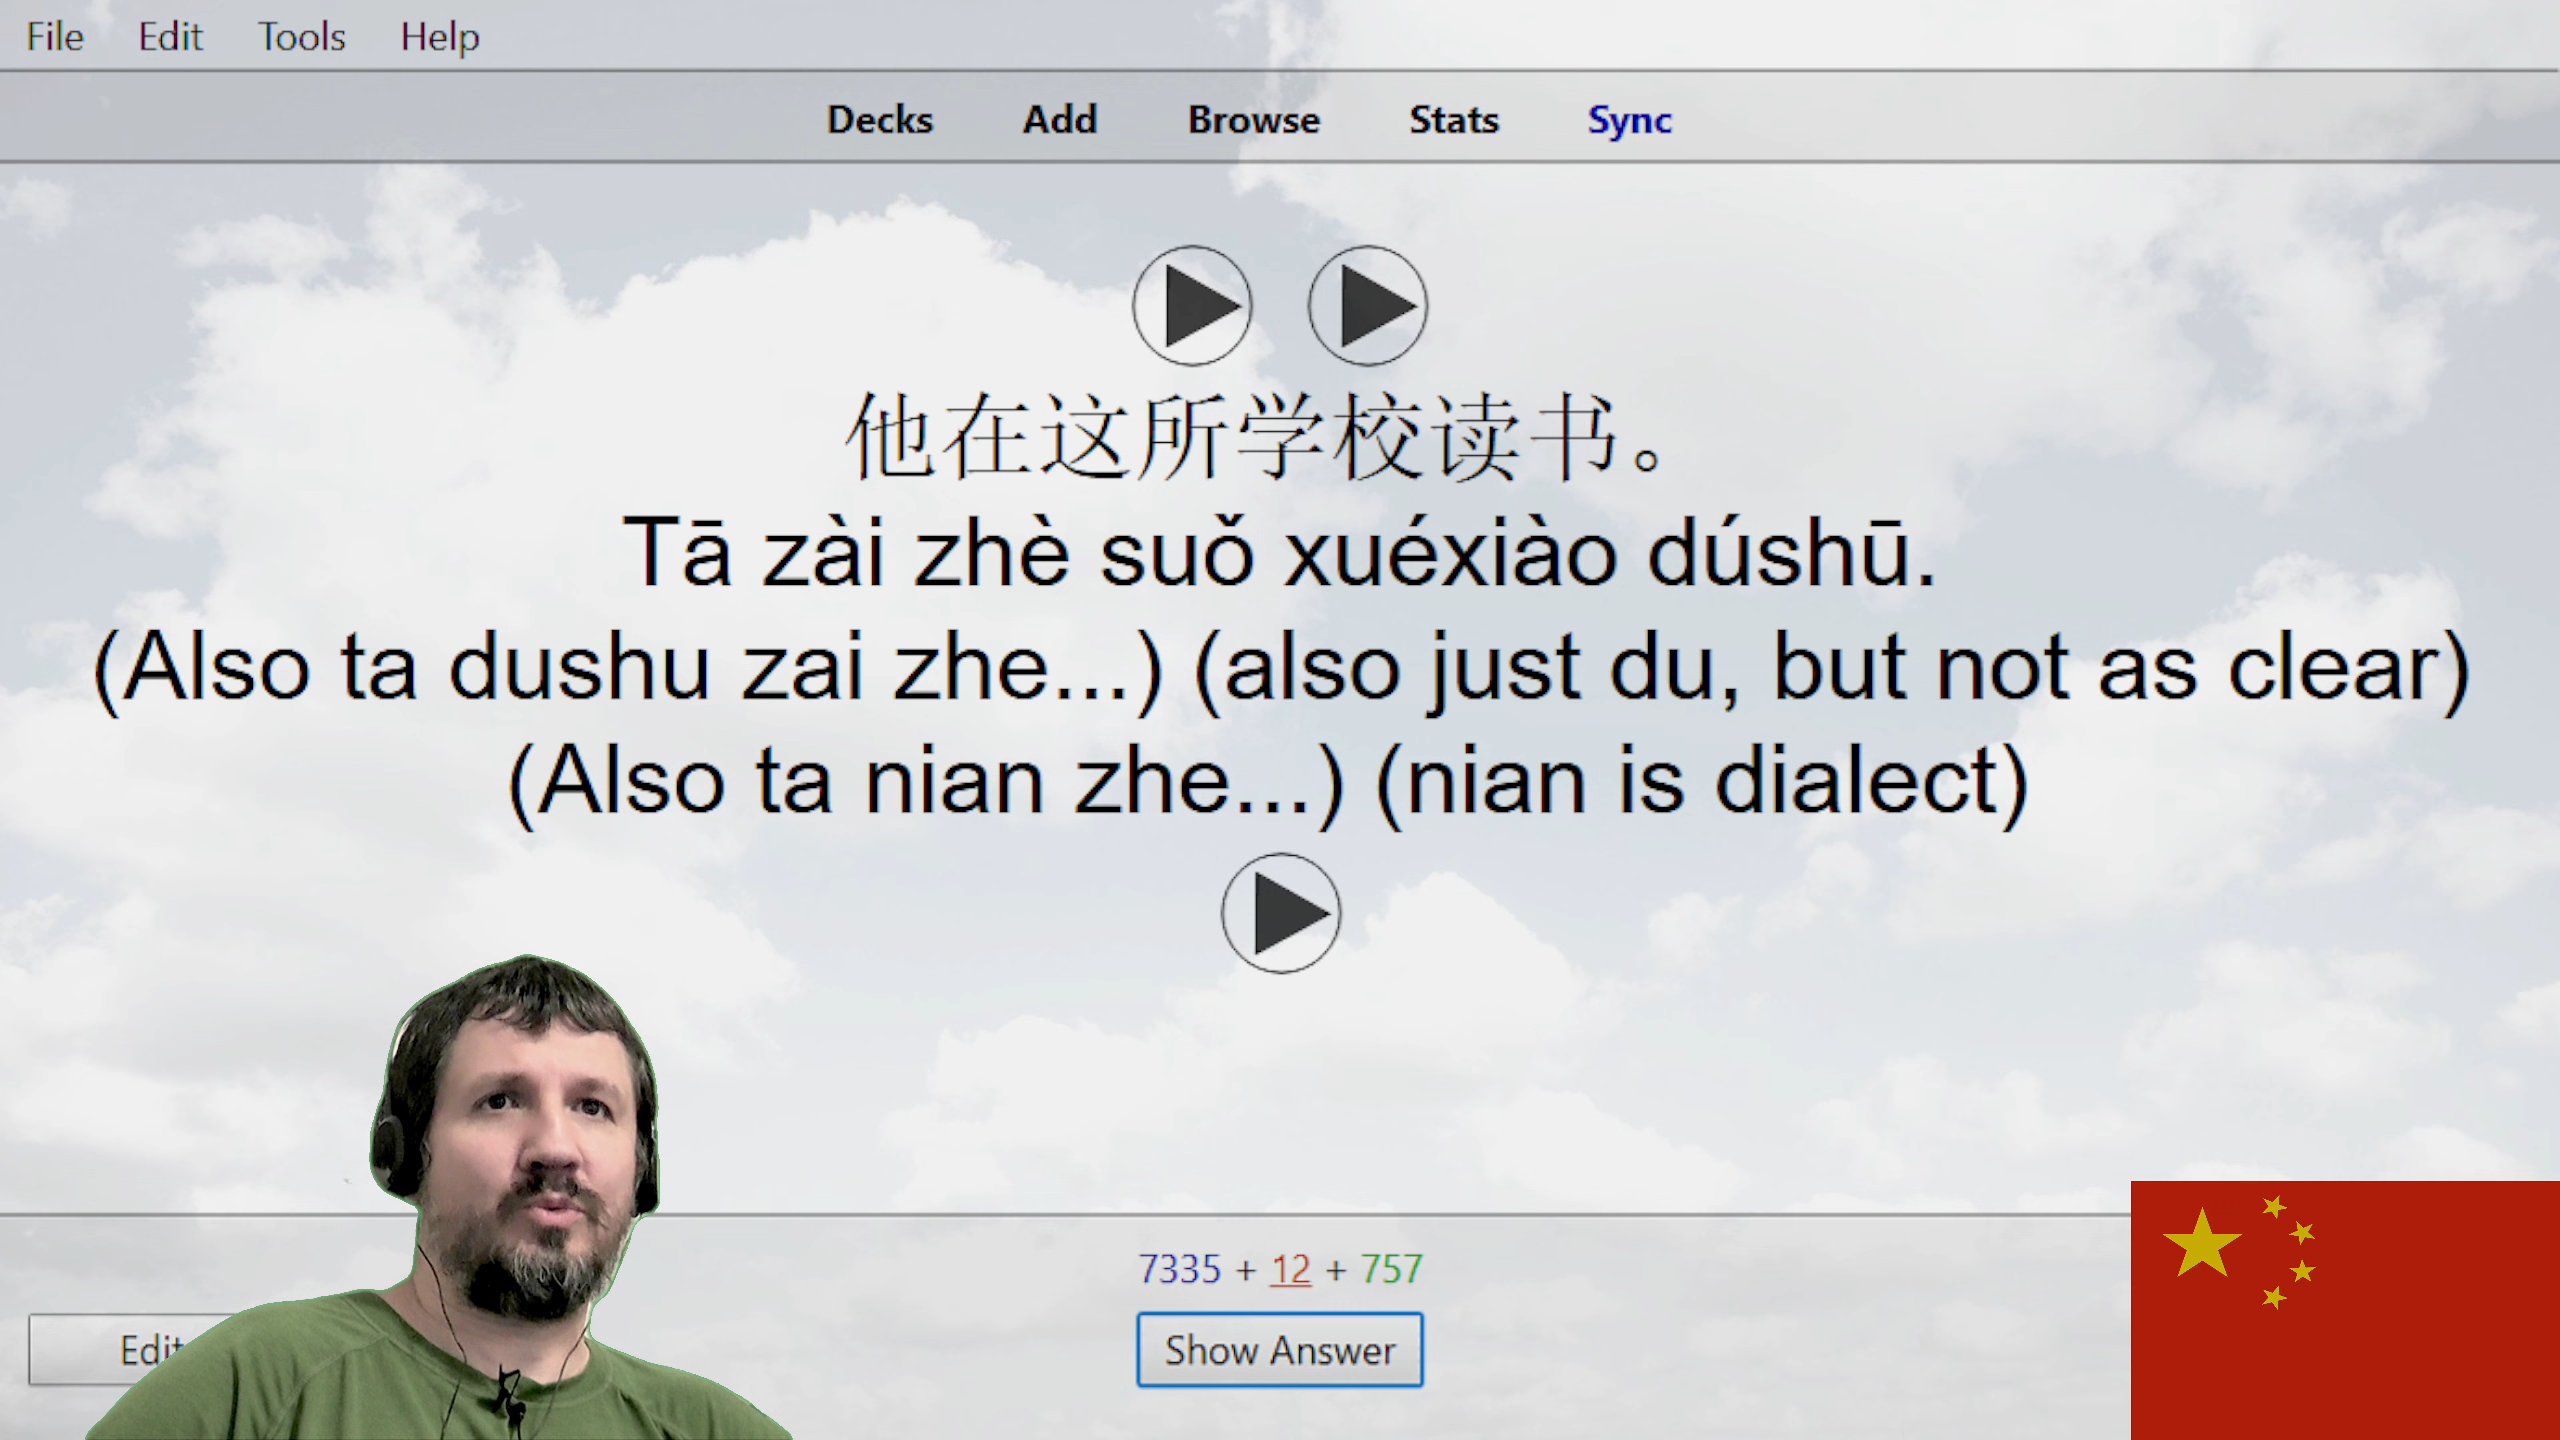 File Edit Tools Help
Decks Add Browse Stats Sync
他在这所学校读书。
Tā zài zhè suǒ xuéxiào dúshū.
(Also ta dushu zai zhe...) (also just du, but not as clear)
(Also ta nian zhe...) (nian is dialect)
7335 + 12 + 757
Edit
Show Answer